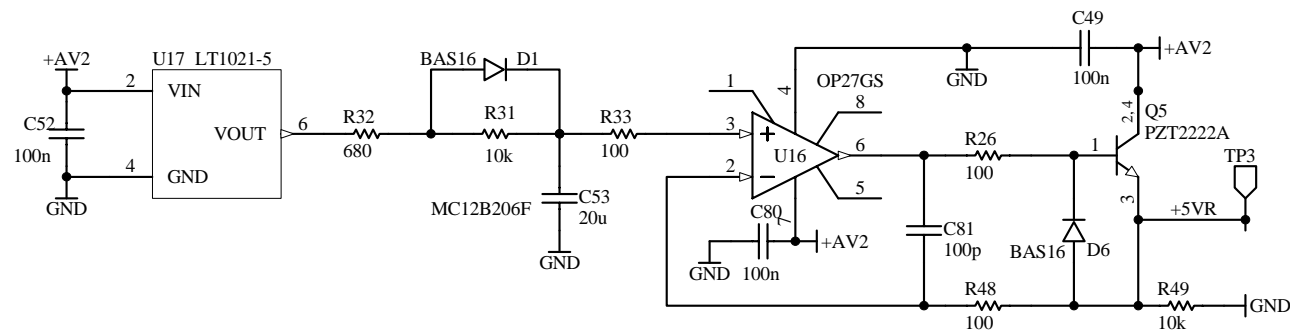 C49
+AV2
100n
GND
U17 LT1021-5
+AV2
2
VIN
C52
100n
VOUT
6
4
GND
GND
BAS16
D1
R32
680
R31
10k
R33
100
MC12B206F
C53
20u
GND
1
4
OP27GS
8
3
+
U16
6
2
−
5
7
C80
100n
GND
+AV2
R26
100
C81
100p
1
2, 4
Q5
PZT2222A
3
TP3
+5VR
BAS16
D6
R48
100
R49
10k
GND